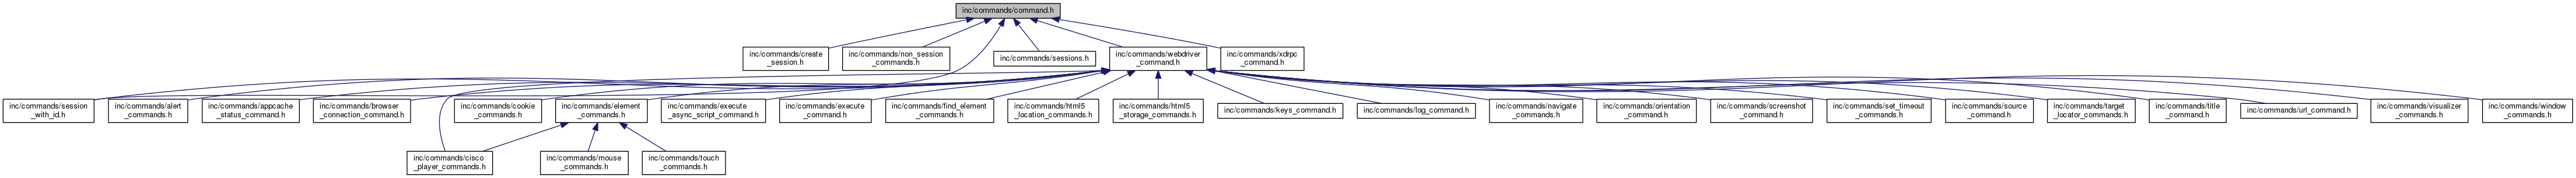 inc/commands/command.h
inc/commands/create
_session.h
inc/commands/non_session
_commands.h
inc/commands/sessions.h
inc/commands/webdriver
_command.h
inc/commands/xdrpc
_command.h
inc/commands/session
_with_id.h
inc/commands/alert
_commands.h
inc/commands/appcache
_status_command.h
inc/commands/browser
_connection_command.h
inc/commands/cookie
_commands.h
inc/commands/element
_commands.h
inc/commands/execute
_async_script_command.h
inc/commands/execute
_command.h
inc/commands/find_element
_commands.h
inc/commands/html5
_location_commands.h
inc/commands/html5
_storage_commands.h
inc/commands/keys_command.h
inc/commands/log_command.h
inc/commands/navigate
_commands.h
inc/commands/orientation
_command.h
inc/commands/screenshot
_command.h
inc/commands/set_timeout
_commands.h
inc/commands/source
_command.h
inc/commands/target
_locator_commands.h
inc/commands/title
_command.h
inc/commands/url_command.h
inc/commands/visualizer
_commands.h
inc/commands/window
_commands.h
inc/commands/cisco
_player_commands.h
inc/commands/mouse
_commands.h
inc/commands/touch
_commands.h